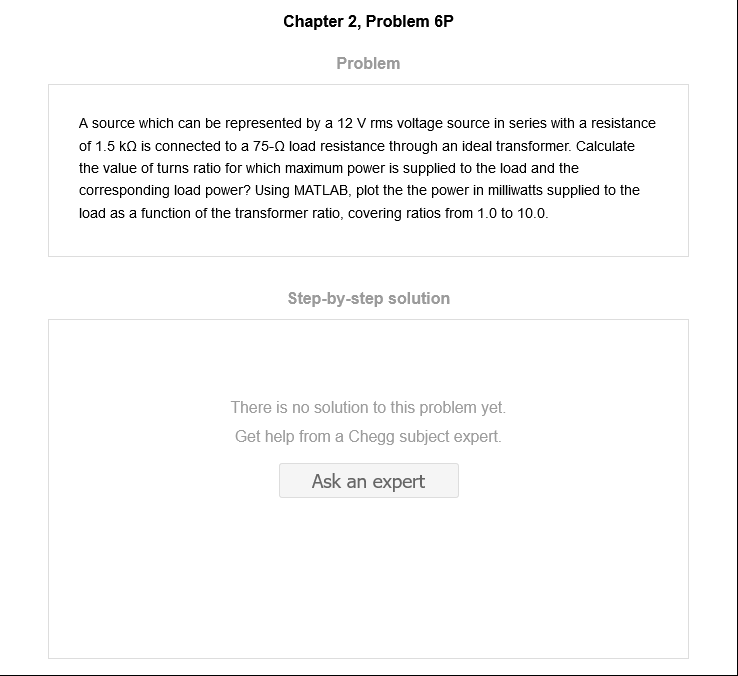 Chapter 2, Problem 6P
Problem
A source which can be represented by a 12 V rms voltage source in series with a resistance
of 1.5 kΩ is connected to a 75-Ω load resistance through an ideal transformer. Calculate
the value of turns ratio for which maximum power is supplied to the load and the
corresponding load power? Using MATLAB, plot the the power in milliwatts supplied to the
load as a function of the transformer ratio, covering ratios from 1.0 to 10.0.
Step-by-step solution
There is no solution to this problem yet.
Get help from a Chegg subject expert.
Ask an expert